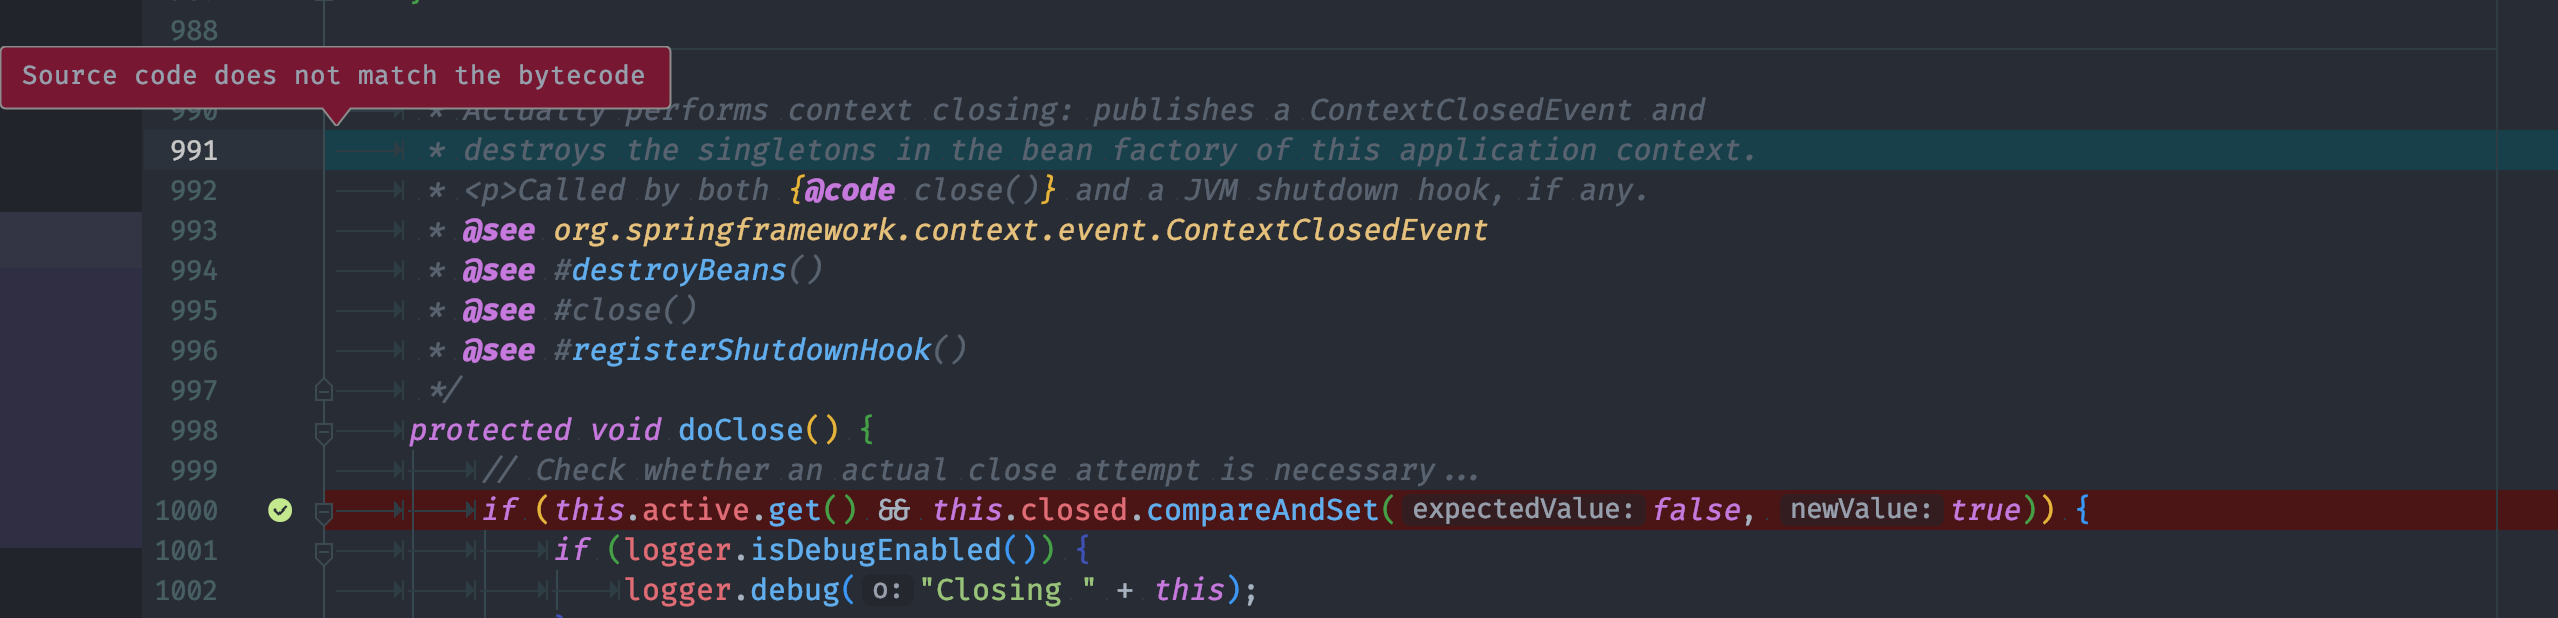 988
Source code does not match the bytecode
990 * Actually performs context closing: publishes a ContextClosedEvent and
991 * destroys the singletons in the bean factory of this application context.
992 * <p>Called by both {@code close()} and a JVM shutdown hook, if any.
993 * @see org.springframework.context.event.ContextClosedEvent
994 * @see #destroyBeans()
995 * @see #close()
996 * @see #registerShutdownHook()
997 */
998 protected void doClose() {
999 // Check whether an actual close attempt is necessary...
1000 if (this.active.get() && this.closed.compareAndSet( expectedValue: false, newValue: true)) {
1001 if (logger.isDebugEnabled()) {
1002 logger.debug( o: "Closing " + this);